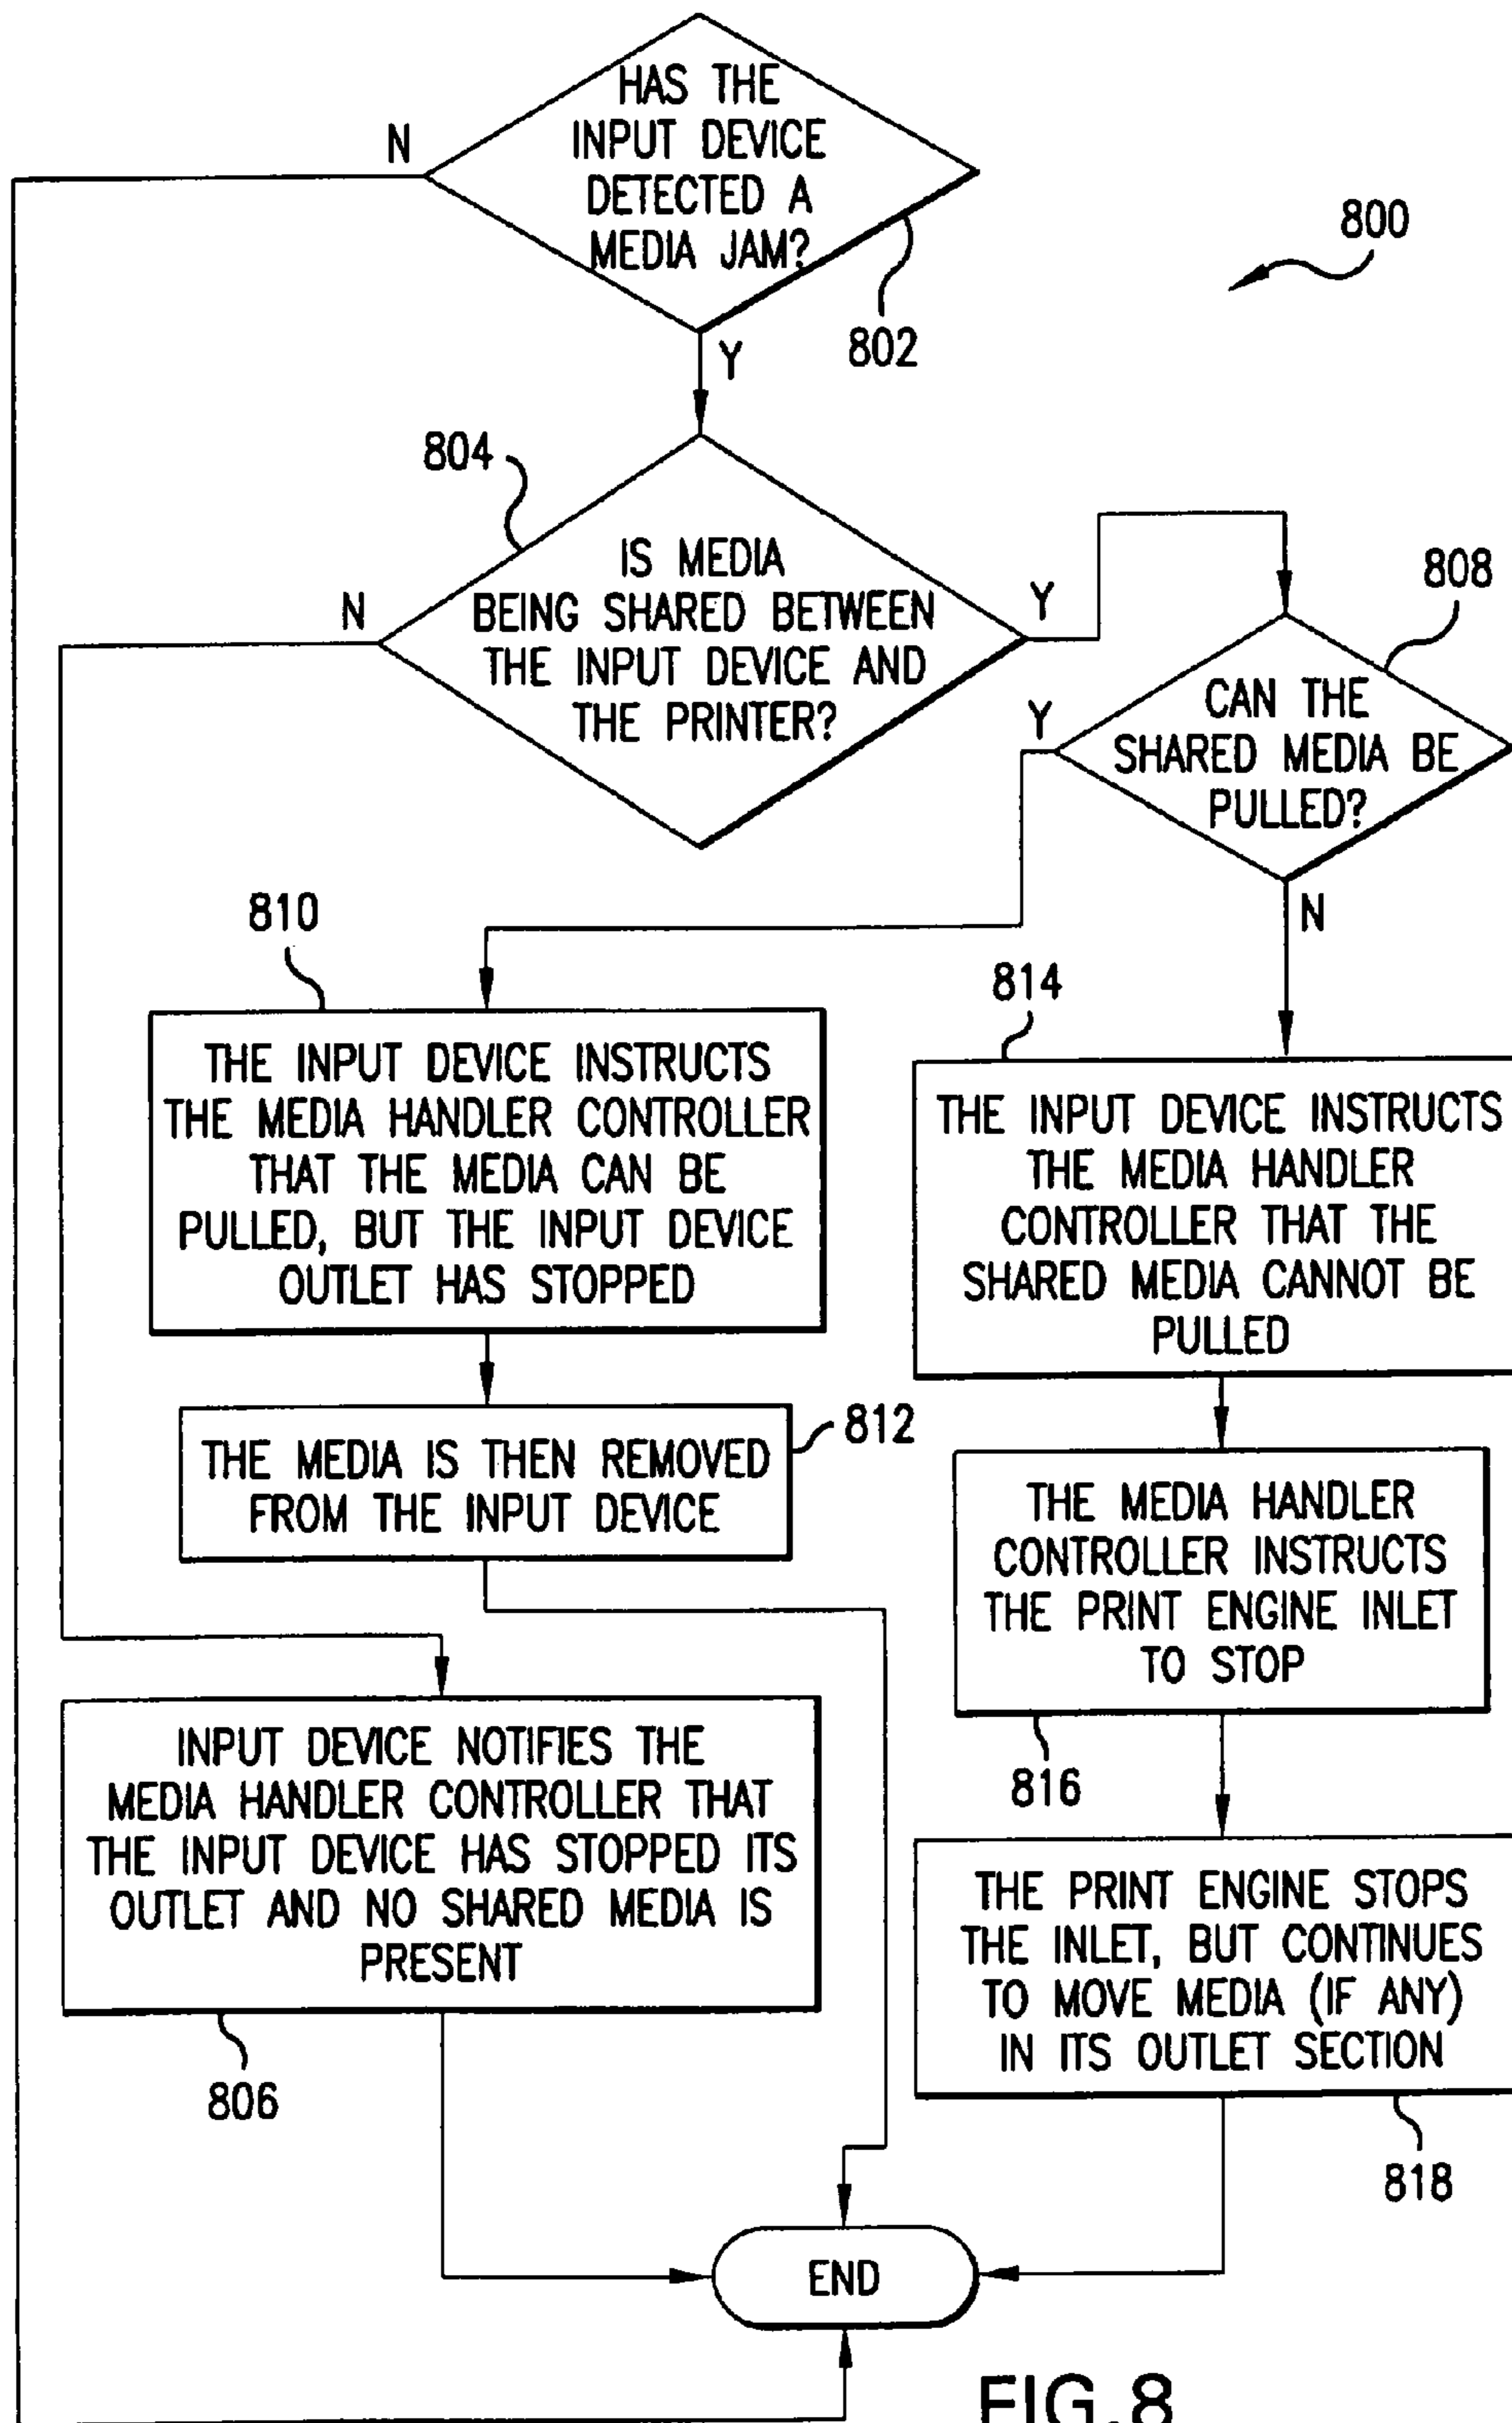 HAS THE
INPUT DEVICE
DETECTED A
MEDIA JAM?
N
Y
802
800
804
IS MEDIA
BEING SHARED BETWEEN
THE INPUT DEVICE AND
THE PRINTER?
N
Y
808
CAN THE
SHARED MEDIA BE
PULLED?
Y
N
810
THE INPUT DEVICE INSTRUCTS
THE MEDIA HANDLER CONTROLLER
THAT THE MEDIA CAN BE
PULLED, BUT THE INPUT DEVICE
OUTLET HAS STOPPED
814
THE INPUT DEVICE INSTRUCTS
THE MEDIA HANDLER
CONTROLLER THAT THE
SHARED MEDIA CANNOT BE
PULLED
812
THE MEDIA IS THEN REMOVED
FROM THE INPUT DEVICE
THE MEDIA HANDLER
CONTROLLER INSTRUCTS
THE PRINT ENGINE INLET
TO STOP
816
INPUT DEVICE NOTIFIES THE
MEDIA HANDLER CONTROLLER THAT
THE INPUT DEVICE HAS STOPPED ITS
OUTLET AND NO SHARED MEDIA IS
PRESENT
806
THE PRINT ENGINE STOPS
THE INLET, BUT CONTINUES
TO MOVE MEDIA (IF ANY)
IN ITS OUTLET SECTION
818
END
FIG.8